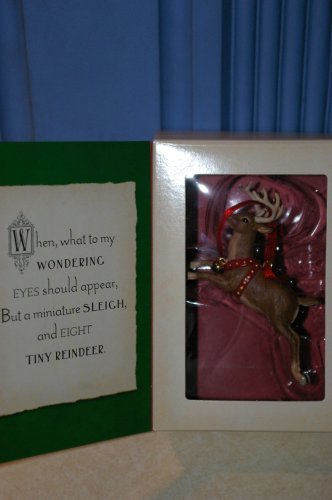 When, what to my
WONDERING
EYES should appear,
But a miniature SLEIGH,
and EIGHT
TINY REINDEER.